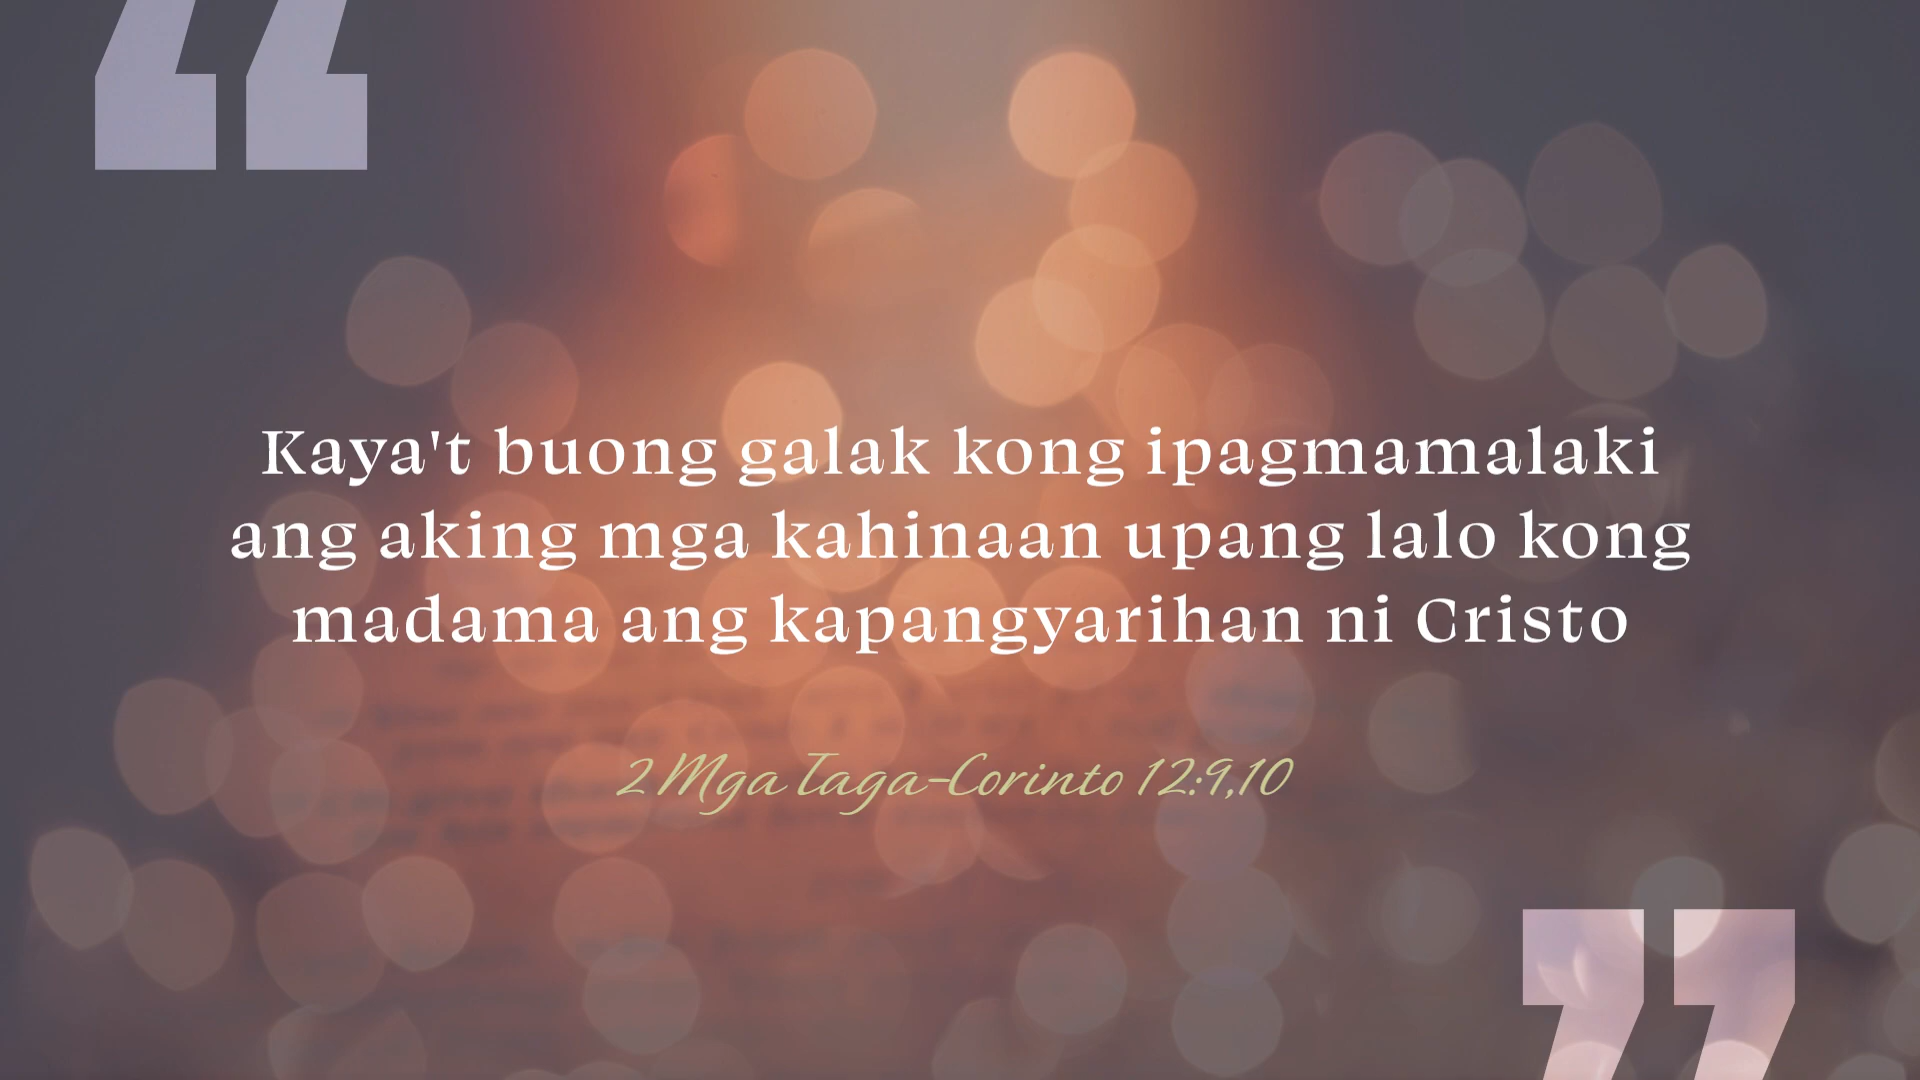 “
Kaya't buong galak kong ipagmamalaki
ang aking mga kahinaan upang lalo kong
madama ang kapangyarihan ni Cristo
2 Mga Taga-Corinto 12:9,10
”